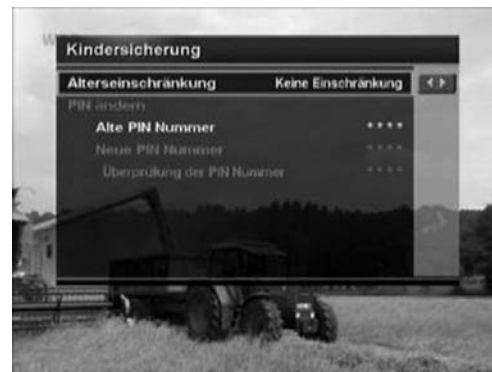 Kindersicherung
Alterseinschränkung Keine Einschränkung
PIN ändern
Alte PIN Nummer ****
Neue PIN Nummer ****
Überprüfung der PIN Nummer ****